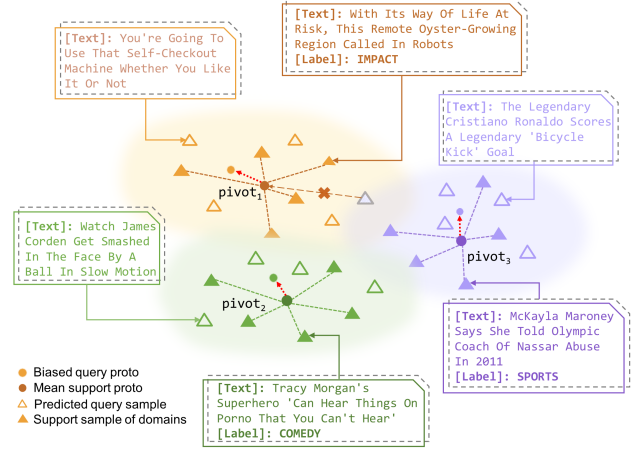 [Text]: You're Going To
Use That Self-Checkout
Machine Whether You Like
It Or Not
[Text]: With Its Way Of Life At
Risk, This Remote Oyster-Growing
Region Called In Robots
[Label]: IMPACT
[Text]: The Legendary
Cristiano Ronaldo Scores
A Legendary 'Bicycle
Kick' Goal
pivot1
[Text]: Watch James
Corden Get Smashed
In The Face By A
Ball In Slow Motion
pivot3
pivot2
[Text]: McKayla Maroney
Says She Told Olympic
Coach Of Nassar Abuse
In 2011
[Label]: SPORTS
Biased query proto
Mean support proto
Predicted query sample
Support sample of domains
[Text]: Tracy Morgan's
Superhero 'Can Hear Things On
Porno That You Can't Hear'
[Label]: COMEDY